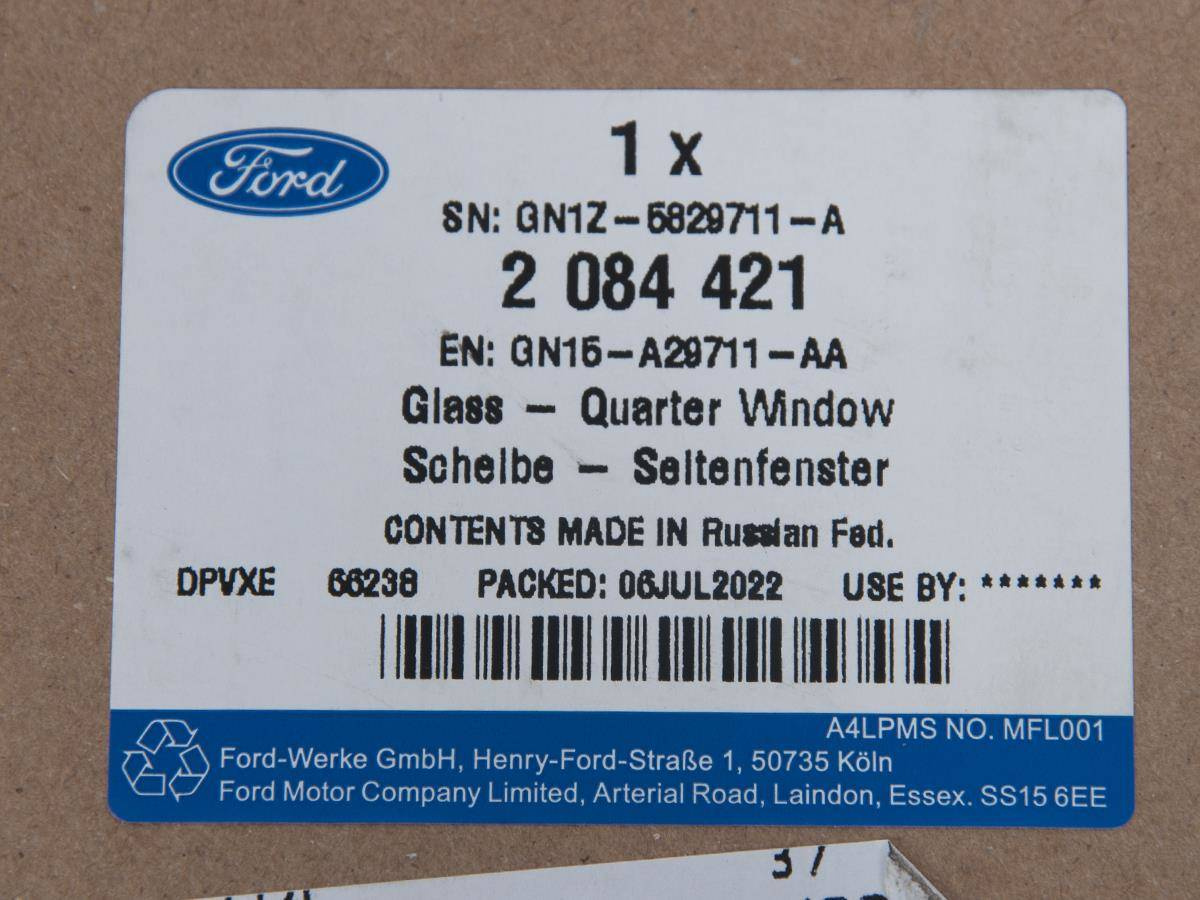 Ford
1 x
SN: GN1Z-5829711-A
2 084 421
EN: GN15-A29711-AA
Glass - Quarter Window
Scheibe - Seitenfenster
CONTENTS MADE IN Russian Fed.
DPVXE 66238 PACKED: 06JUL2022 USE BY: *******
A4LPMS NO. MFL001
Ford-Werke GmbH, Henry-Ford-Straße 1, 50735 Köln
Ford Motor Company Limited, Arterial Road, Laindon, Essex. SS15 6EE
37